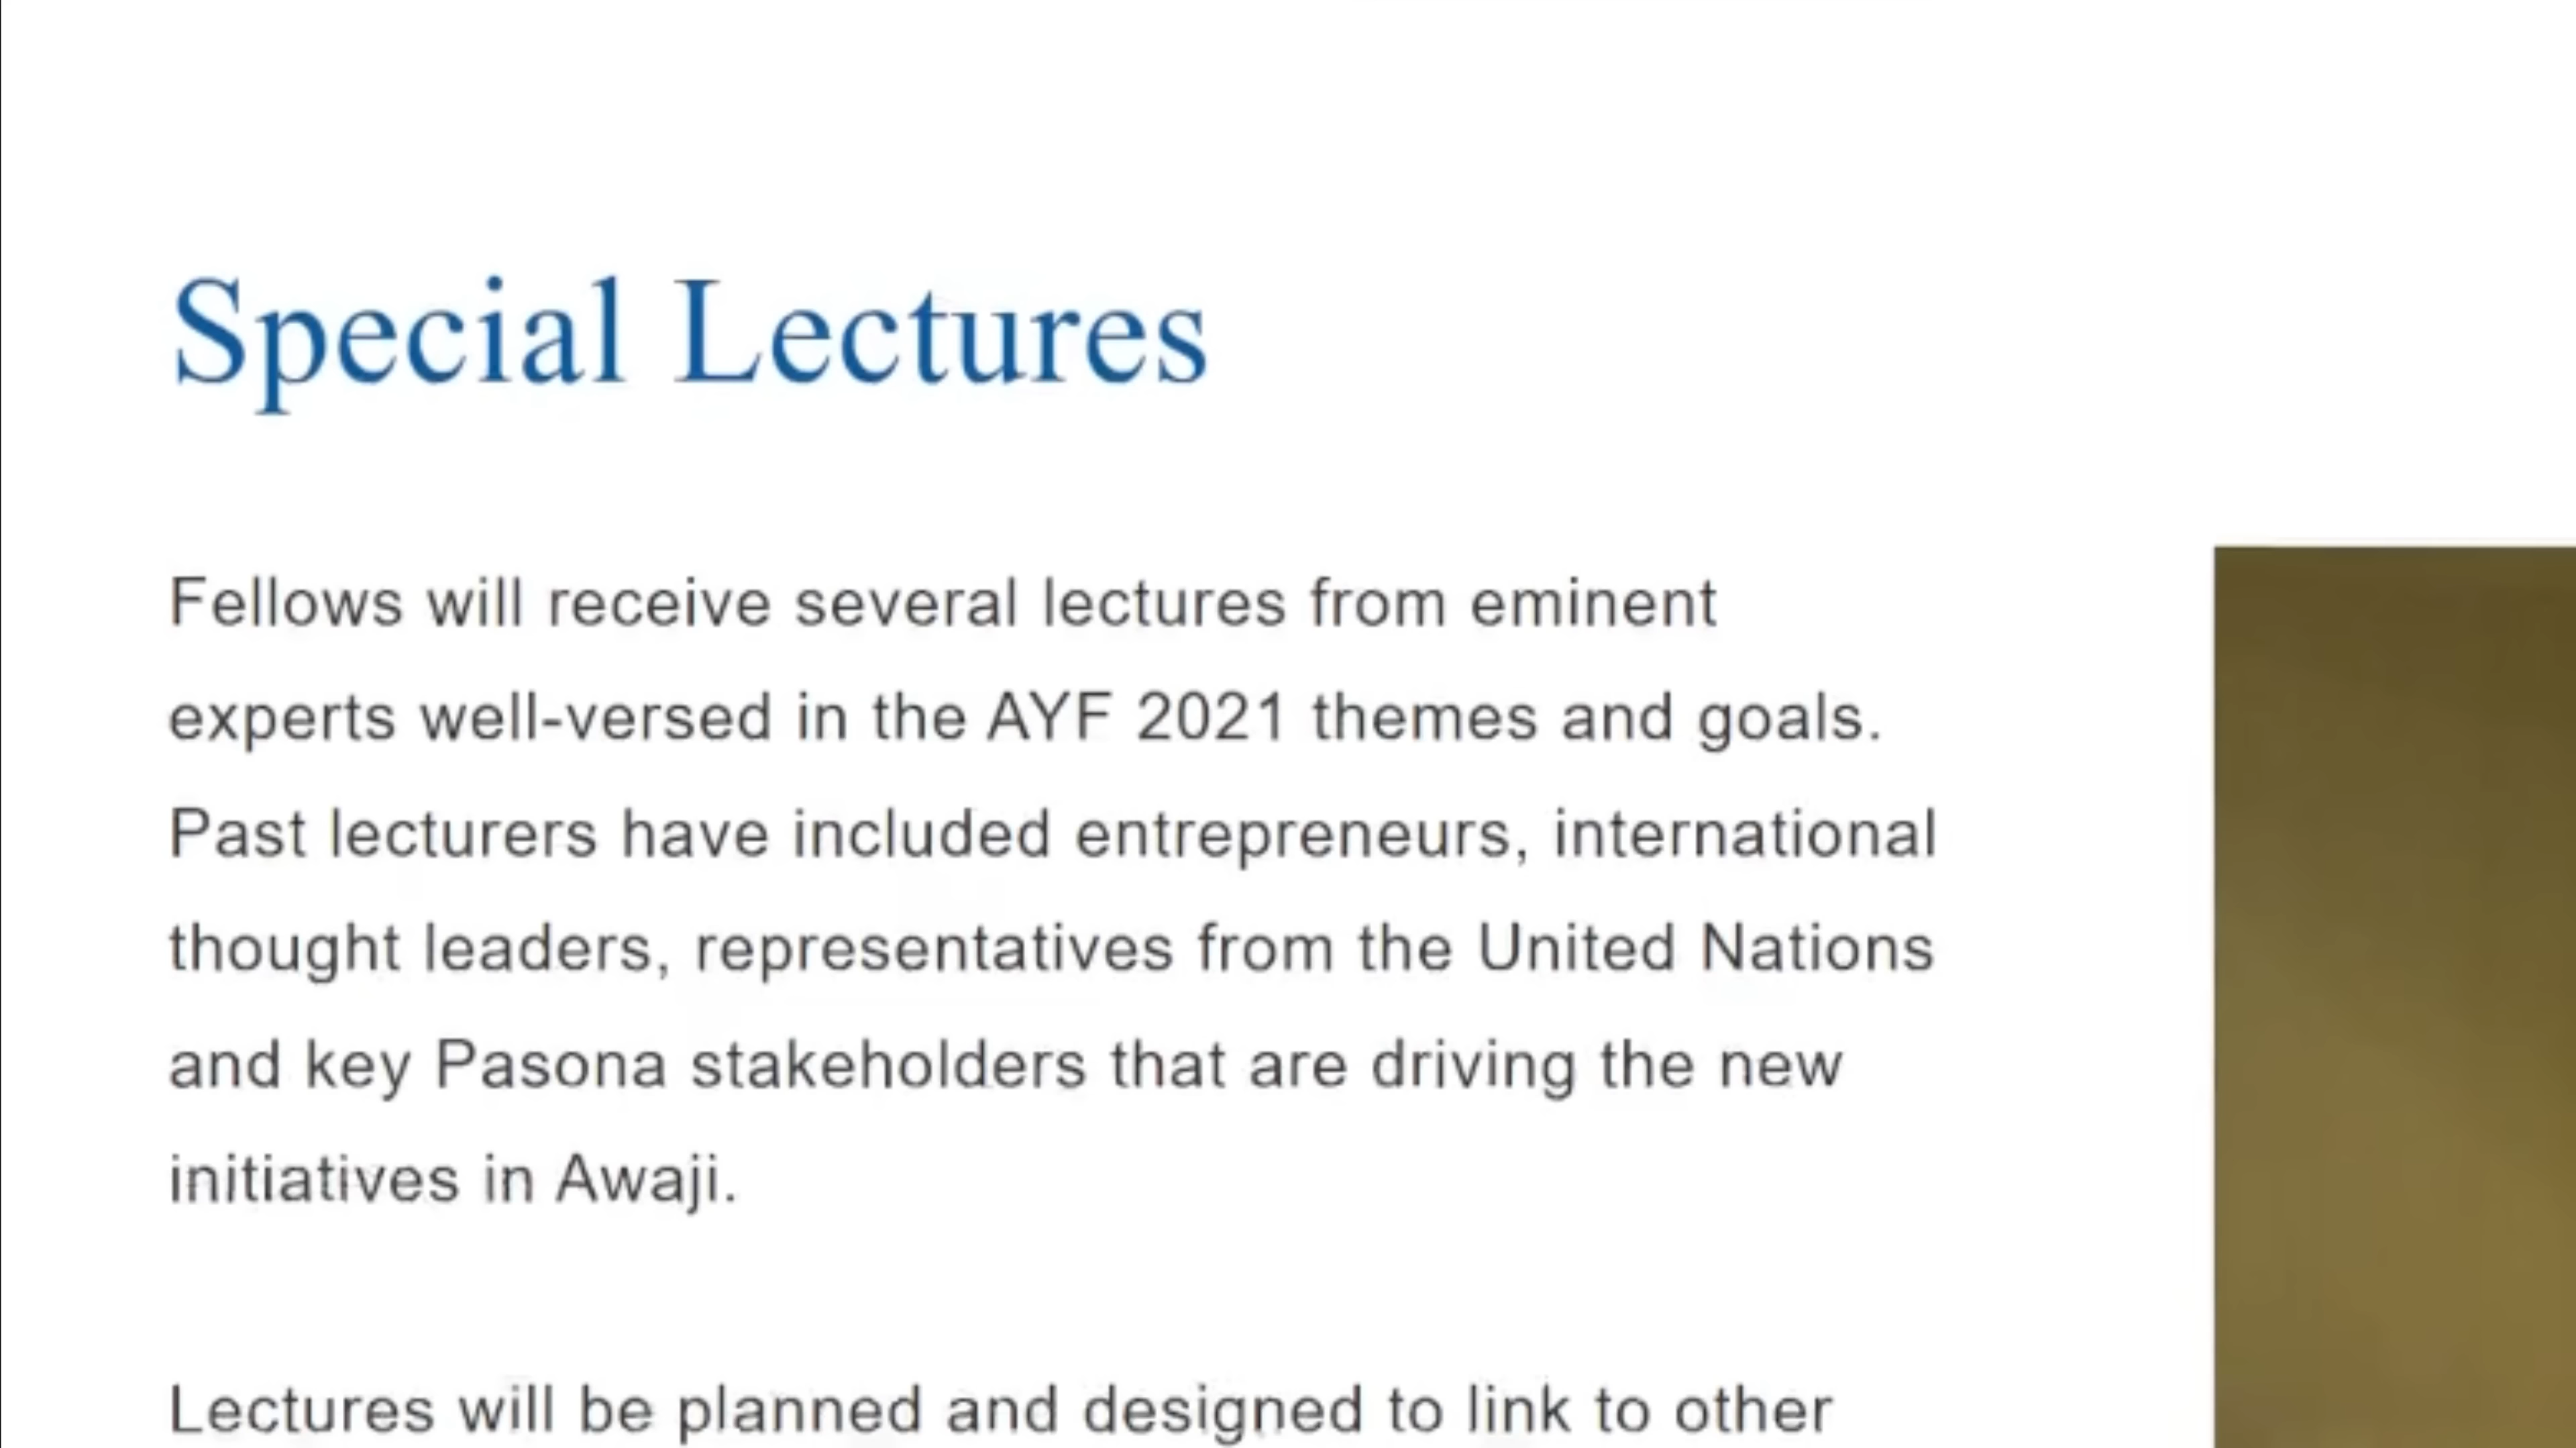 Special Lectures
Fellows will receive several lectures from eminent
experts well-versed in the AYF 2021 themes and goals.
Past lecturers have included entrepreneurs, international
thought leaders, representatives from the United Nations
and key Pasona stakeholders that are driving the new
initiatives in Awaji.
Lectures will be planned and designed to link to other